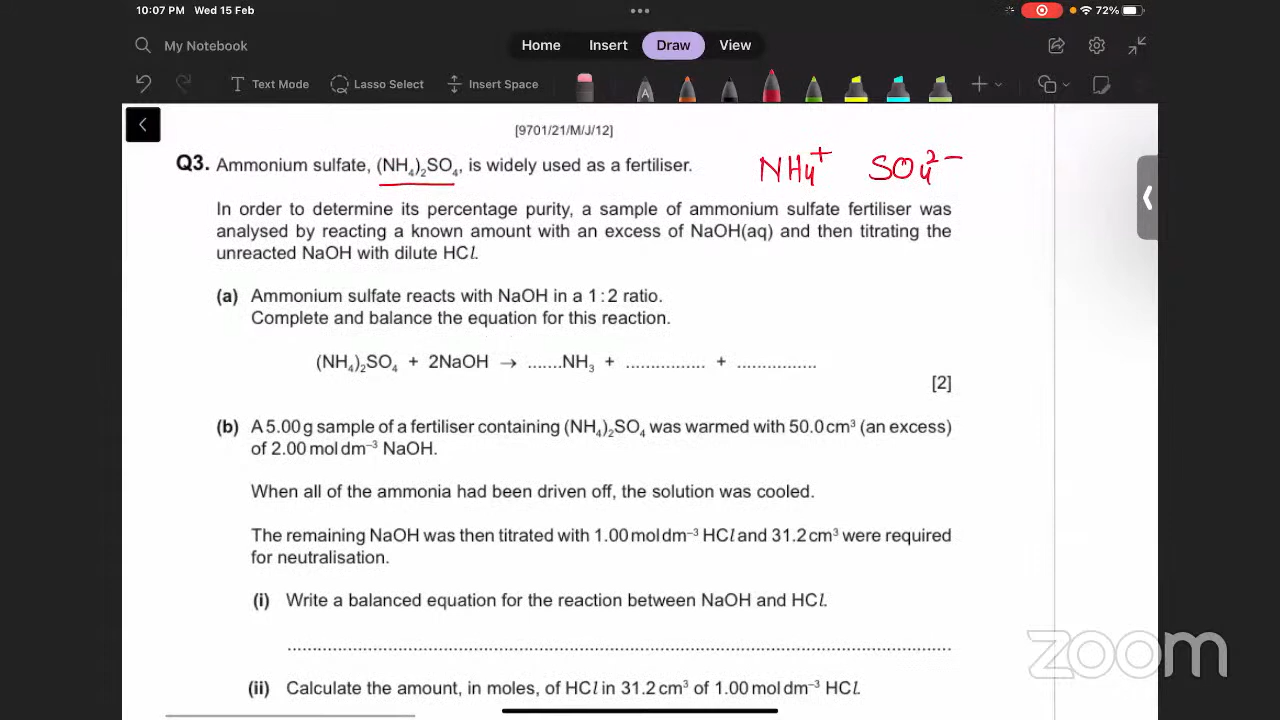 10:07 PM Wed 15 Feb
72%
My Notebook
Home Insert Draw View
Text Mode Lasso Select Insert Space
A
[9701/21/M/J/12]
Q3. Ammonium sulfate, (NH₄)₂SO₄, is widely used as a fertiliser.
NH₄⁺ SO₄²⁻
In order to determine its percentage purity, a sample of ammonium sulfate fertiliser was
analysed by reacting a known amount with an excess of NaOH(aq) and then titrating the
unreacted NaOH with dilute HCl.
(a) Ammonium sulfate reacts with NaOH in a 1:2 ratio.
Complete and balance the equation for this reaction.
(NH₄)₂SO₄ + 2NaOH → .......NH₃ + ................ + ................
[2]
(b) A 5.00 g sample of a fertiliser containing (NH₄)₂SO₄ was warmed with 50.0 cm³ (an excess)
of 2.00 mol dm⁻³ NaOH.
When all of the ammonia had been driven off, the solution was cooled.
The remaining NaOH was then titrated with 1.00 mol dm⁻³ HCl and 31.2 cm³ were required
for neutralisation.
(i) Write a balanced equation for the reaction between NaOH and HCl.
(ii) Calculate the amount, in moles, of HCl in 31.2 cm³ of 1.00 mol dm⁻³ HCl.
zoom